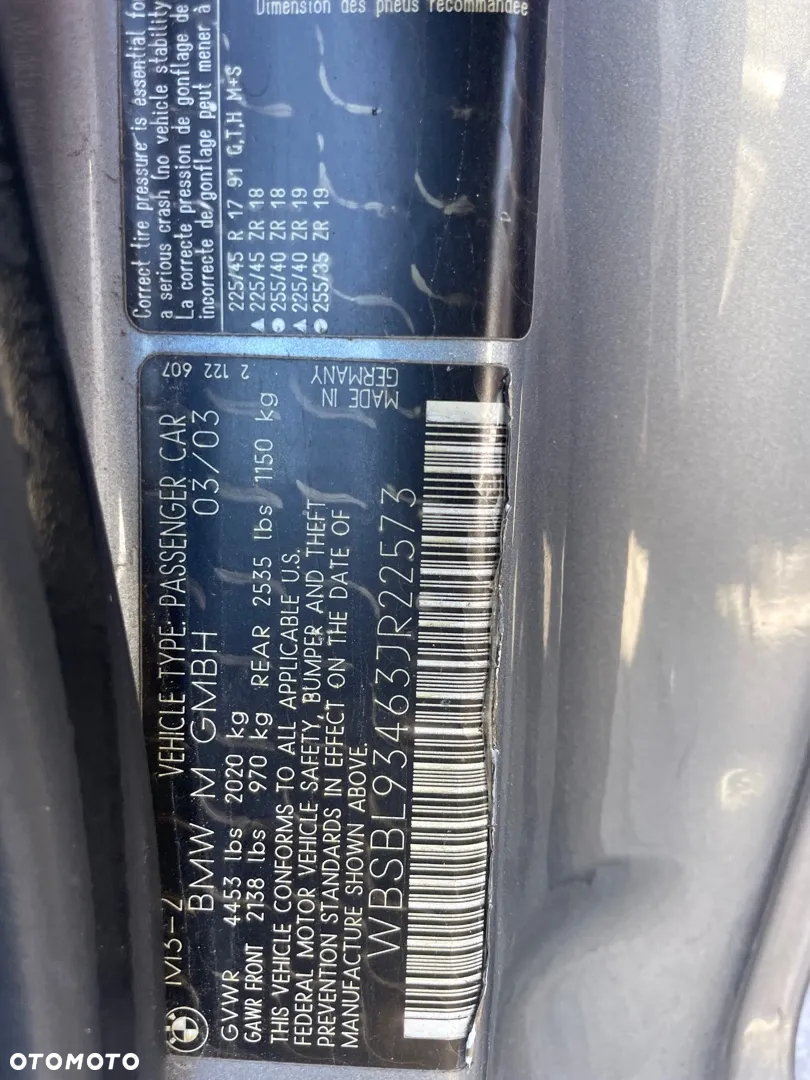 Dimension des pneus recommandée
Correct tire pressure is essential for
a serious crash (no vehicle stability
La correcte pression de gonflage de
incorrecte de gonflage peut mener à
225/45 R 17 91 Q,T,H M+S
▲ 225/45 ZR 18
● 255/40 ZR 18
▲ 225/40 ZR 19
● 255/35 ZR 19
2 122 607
MADE IN
GERMANY
M3-2 VEHICLE TYPE: PASSENGER CAR
BMW M GMBH 03/03
GVWR 4453 lbs 2020 kg
GAWR FRONT 2138 lbs 970 kg REAR 2535 lbs 1150 kg
THIS VEHICLE CONFORMS TO ALL APPLICABLE U.S.
FEDERAL MOTOR VEHICLE SAFETY, BUMPER AND THEFT
PREVENTION STANDARDS IN EFFECT ON THE DATE OF
MANUFACTURE SHOWN ABOVE.
WBSBL93463JR22573
OTOMOTO